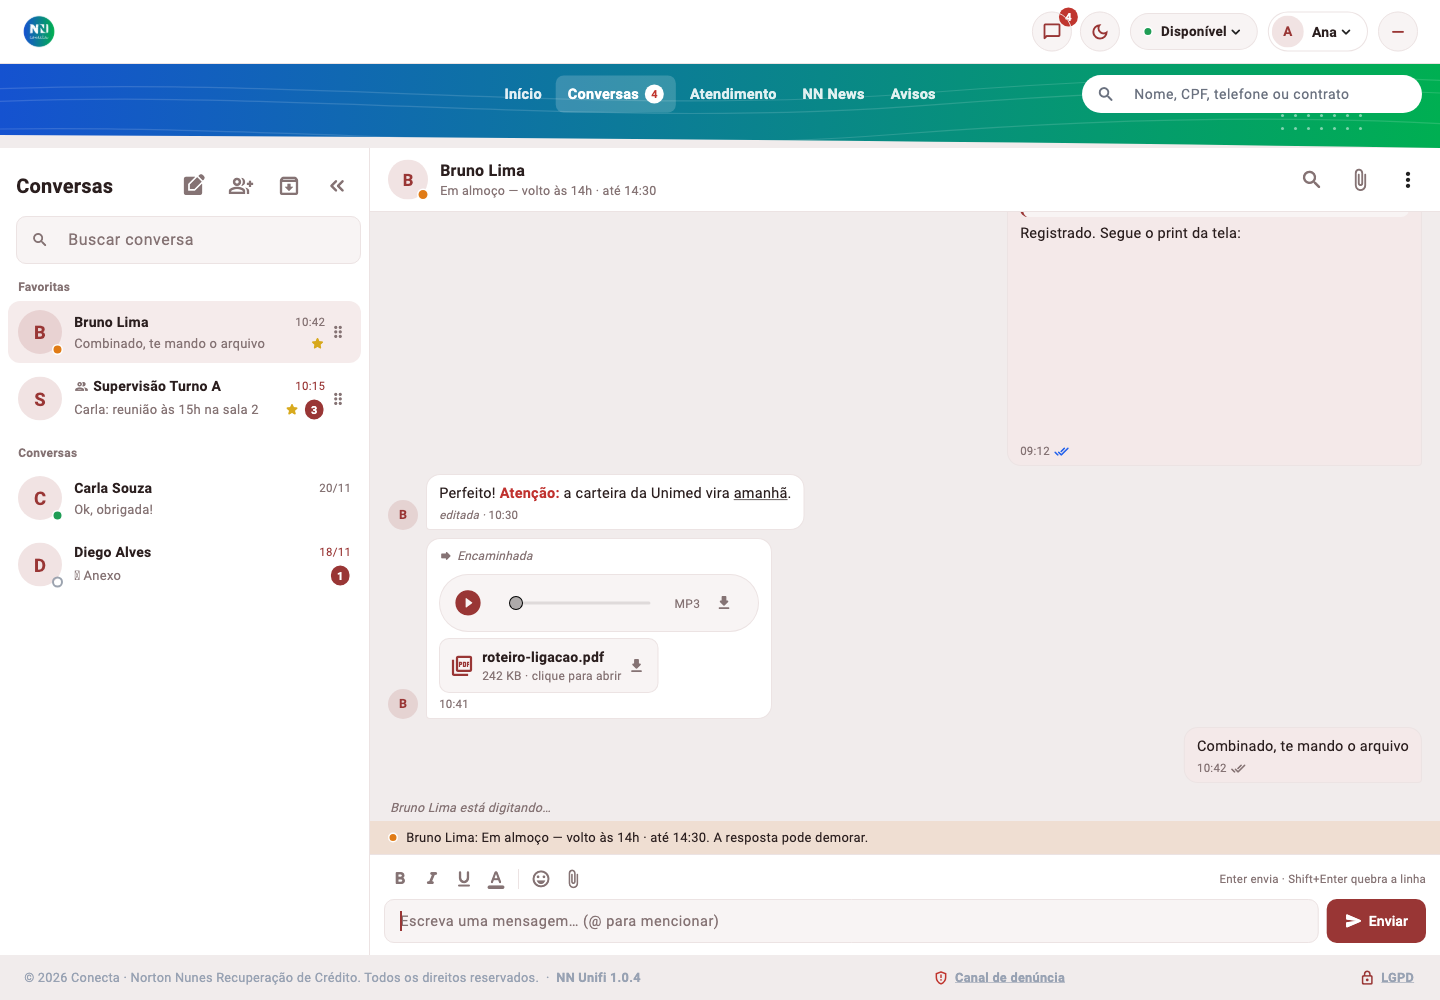 NN
4
Disponível
A
Ana
Início
Conversas 4
Atendimento
NN News
Avisos
Nome, CPF, telefone ou contrato
Conversas
Buscar conversa
Favoritas
B
Bruno Lima
10:42
Combinado, te mando o arquivo
S
Supervisão Turno A
10:15
Carla: reunião às 15h na sala 2
3
Conversas
C
Carla Souza
20/11
Ok, obrigada!
D
Diego Alves
18/11
Anexo
1
B
Bruno Lima
Em almoço — volto às 14h · até 14:30
Registrado. Segue o print da tela:
09:12
Perfeito! Atenção: a carteira da Unimed vira amanhã.
editada · 10:30
B
Encaminhada
MP3
PDF
roteiro-ligacao.pdf
242 KB · clique para abrir
10:41
B
Combinado, te mando o arquivo
10:42
Bruno Lima está digitando...
Bruno Lima: Em almoço — volto às 14h · até 14:30. A resposta pode demorar.
B I U A
Enter envia · Shift+Enter quebra a linha
Escreva uma mensagem... (@ para mencionar)
Enviar
© 2026 Conecta · Norton Nunes Recuperação de Crédito. Todos os direitos reservados. · NN Unifi 1.0.4
Canal de denúncia
LGPD